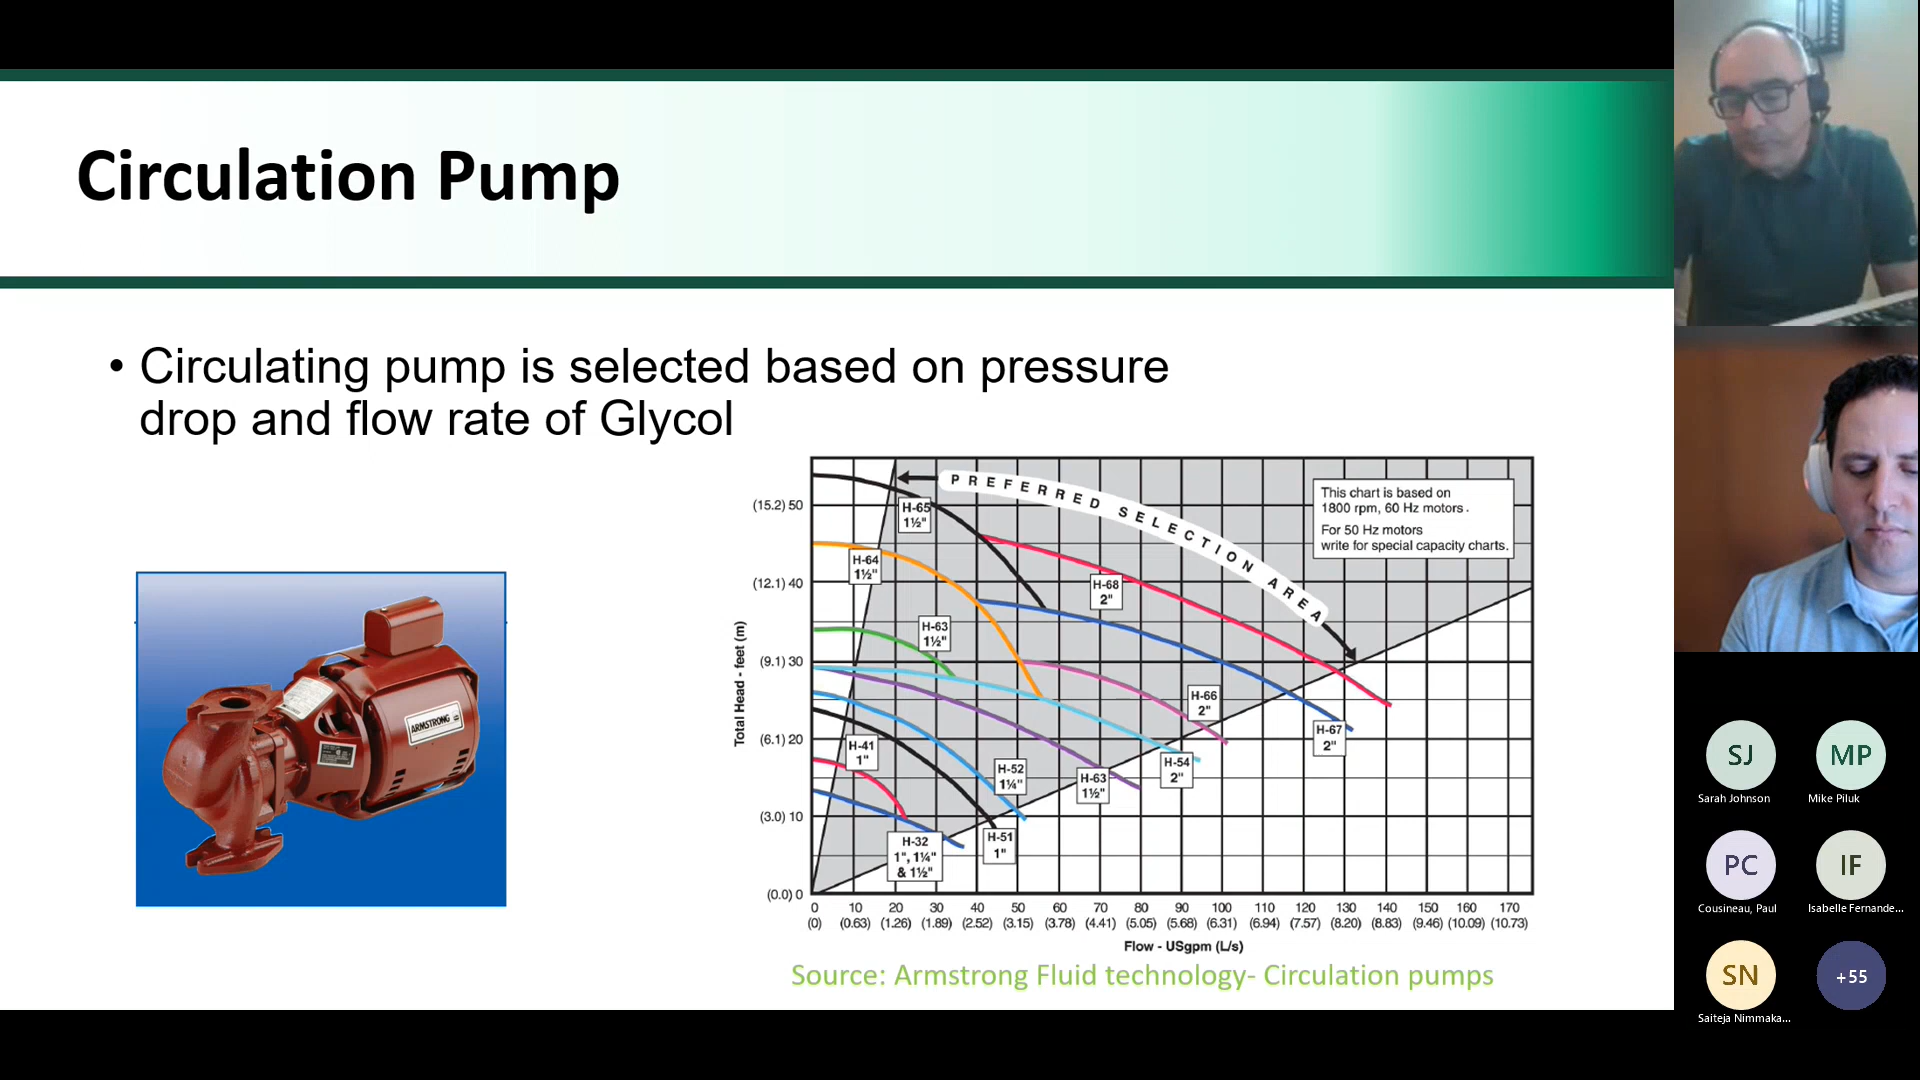 Circulation Pump
• Circulating pump is selected based on pressure
drop and flow rate of Glycol
ARMSTRONG
PREFERRED SELECTION AREA
This chart is based on
1800 rpm, 60 Hz motors.
For 50 Hz motors
write for special capacity charts.
Total Head - feet (m)
(15.2) 50
(12.1) 40
(9.1) 30
(6.1) 20
(3.0) 10
(0.0) 0
H-65
1½"
H-64
1½"
H-68
2"
H-63
1½"
H-66
2"
H-67
2"
H-41
1"
H-52
1¼"
H-63
1½"
H-54
2"
H-32
1", 1¼"
& 1½"
H-51
1"
0 10 20 30 40 50 60 70 80 90 100 110 120 130 140 150 160 170
(0) (0.63) (1.26) (1.89) (2.52) (3.15) (3.78) (4.41) (5.05) (5.68) (6.31) (6.94) (7.57) (8.20) (8.83) (9.46) (10.09) (10.73)
Flow - USgpm (L/s)
Source: Armstrong Fluid technology- Circulation pumps
SJ
Sarah Johnson
MP
Mike Piluk
PC
Cousineau, Paul
IF
Isabelle Fernande...
SN
Saiteja Nimmaka...
+55